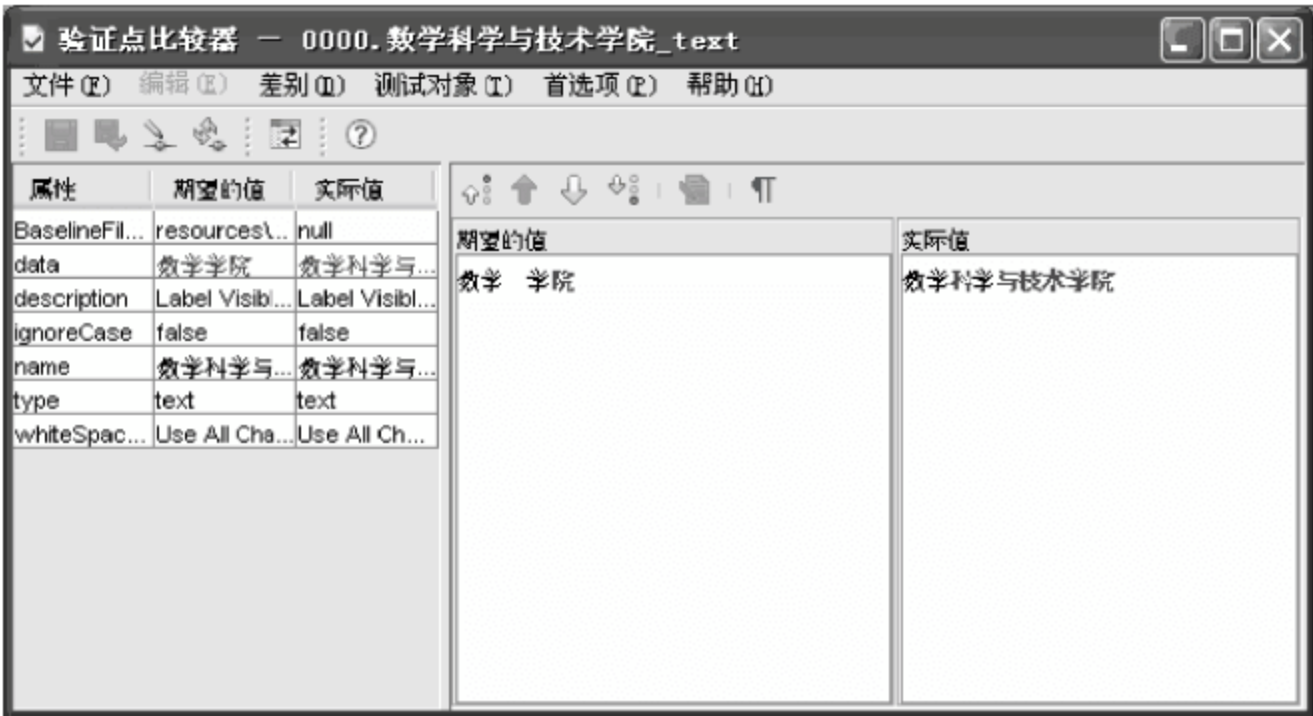 验证点比较器 - 0000.数学科学与技术学院_text
文件(F) 编辑(E) 差别(D) 测试对象(T) 首选项(P) 帮助(H)
属性 期望的值 实际值
BaselineFil... resources\... null
data 数学学院 数学科学与...
description Label Visibl... Label Visibl...
ignoreCase false false
name 数学科学与... 数学科学与...
type text text
whiteSpac... Use All Cha... Use All Ch...
期望的值
数学 学院
实际值
数学科学与技术学院